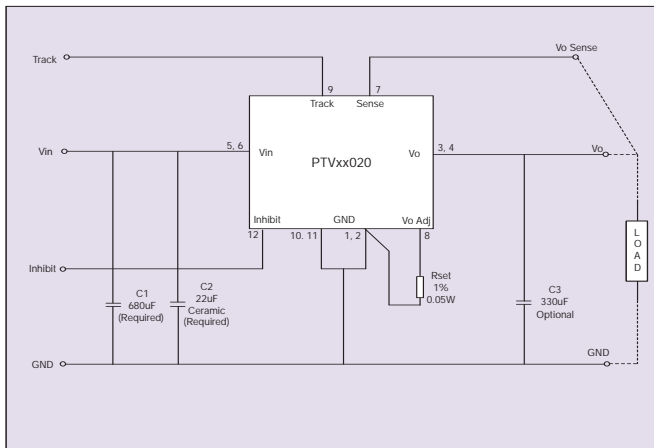 Vo Sense
Track
9
7
Track
Sense
Vin
5, 6
Vin
PTVxx020
Vo
3, 4
Vo
Inhibit
GND
Vo Adj
12
10. 11
1, 2
8
Inhibit
C1
680uF
(Required)
C2
22uF
Ceramic
(Required)
Rset
1%
0.05W
C3
330uF
Optional
L
O
A
D
GND
GND